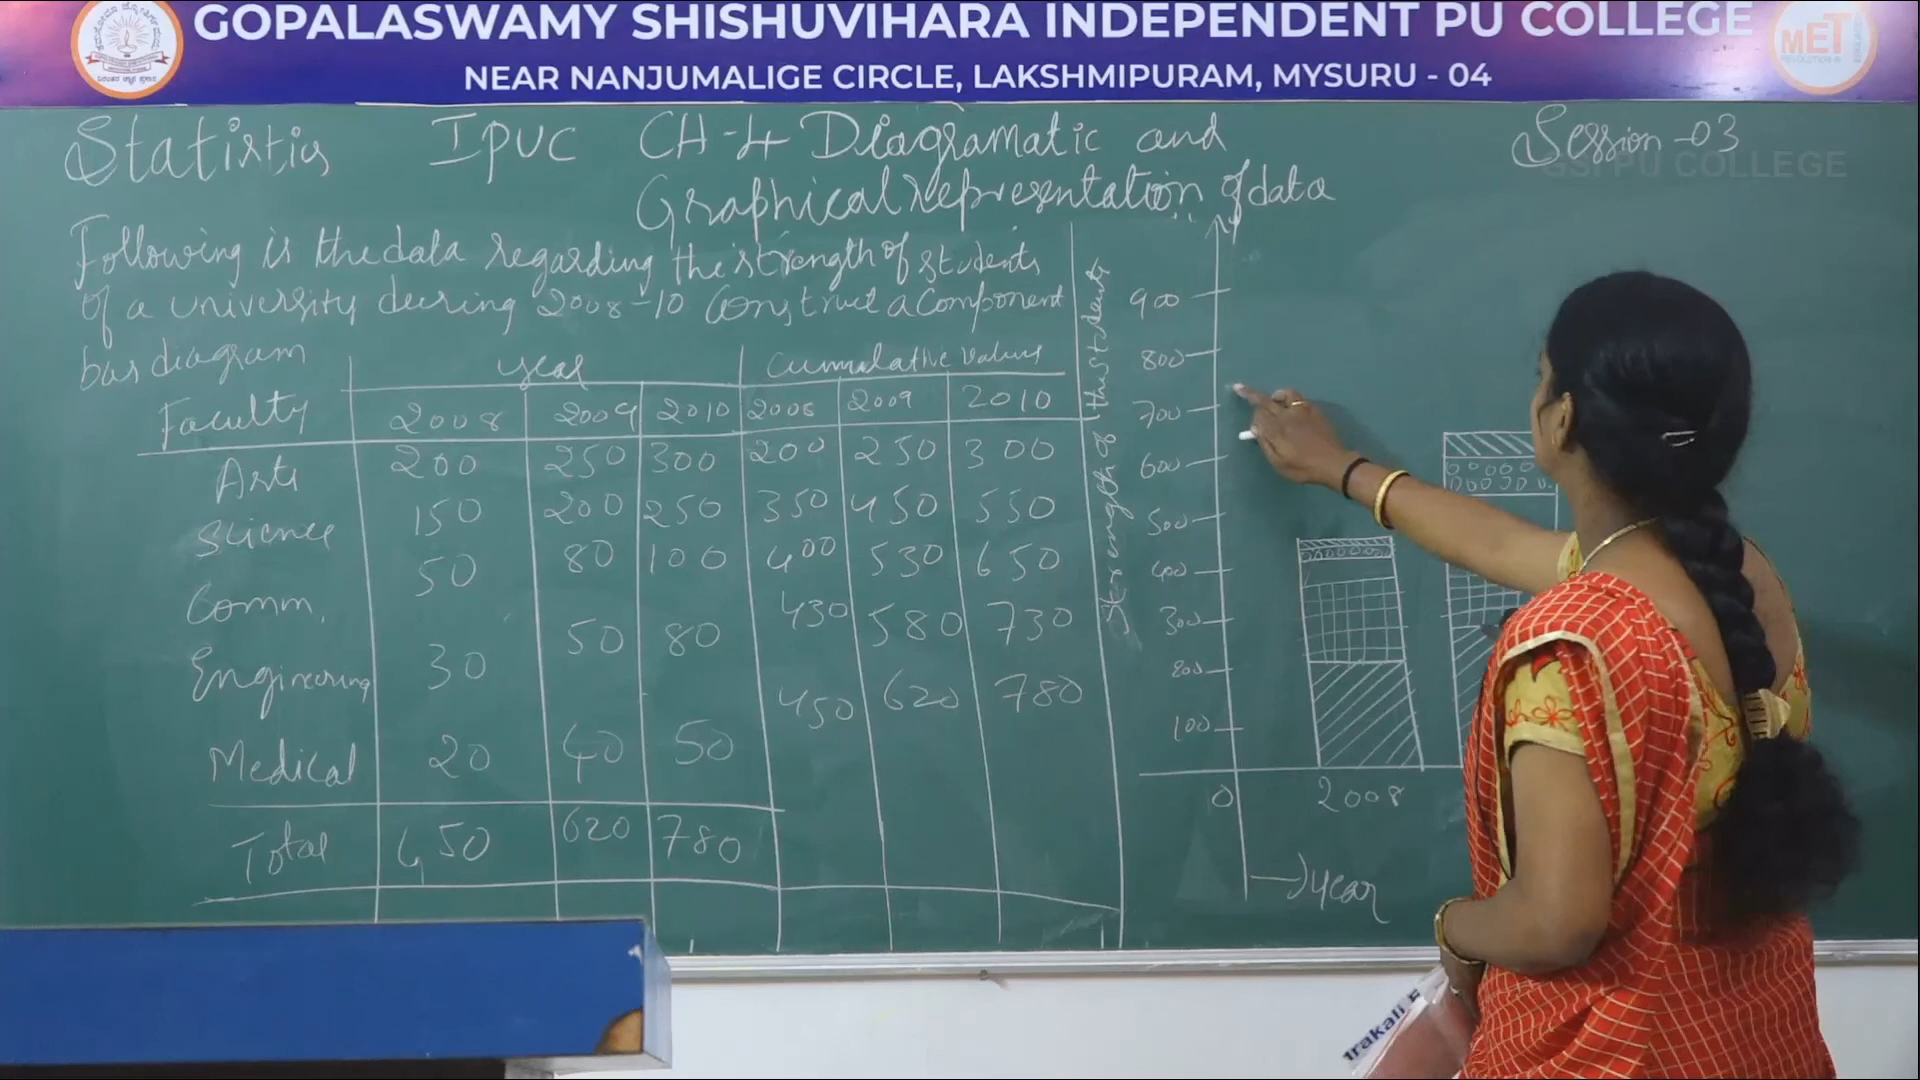 GOPALASWAMY SHISHUVIHARA INDEPENDENT PU COLLEGE
NEAR NANJUMALIGE CIRCLE, LAKSHMIPURAM, MYSURU - 04
MET
Statistics IPUC CH-4 Diagramatic and
Graphical representation of data
Session-03
GSI PU COLLEGE
Following is the data regarding the strength of students
of a university during 2008-10 Construct a Component
bar diagram
year Cumulative values
Faculty 2008 2009 2010 2008 2009 2010
Arts 200 250 300 200 250 300
Science 150 200 250 350 450 550
Comm. 50 80 100 400 530 650
Engineering 30 50 80 430 580 730
Medical 20 40 50 450 620 780
Total 450 620 780
Strength of the students
900
800
700
600
500
400
300
100
0 2008
year